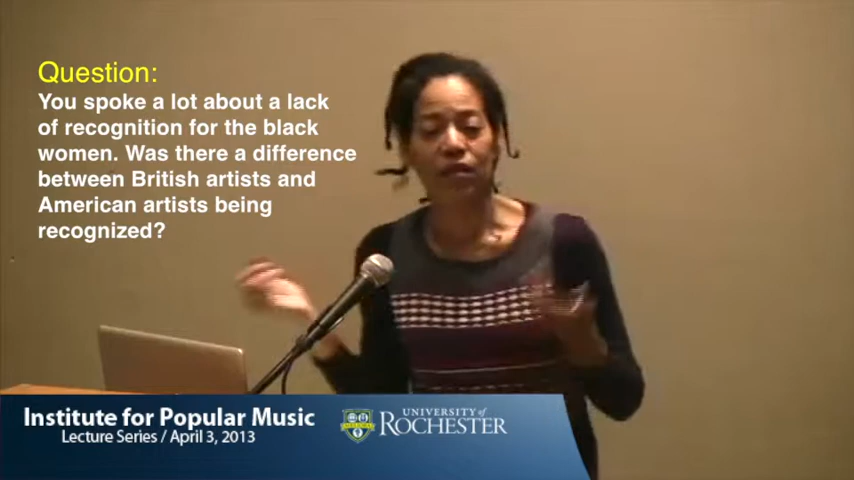 Question:
You spoke a lot about a lack
of recognition for the black
women. Was there a difference
between British artists and
American artists being
recognized?
Institute for Popular Music
Lecture Series / April 3, 2013
UNIVERSITY of
ROCHESTER